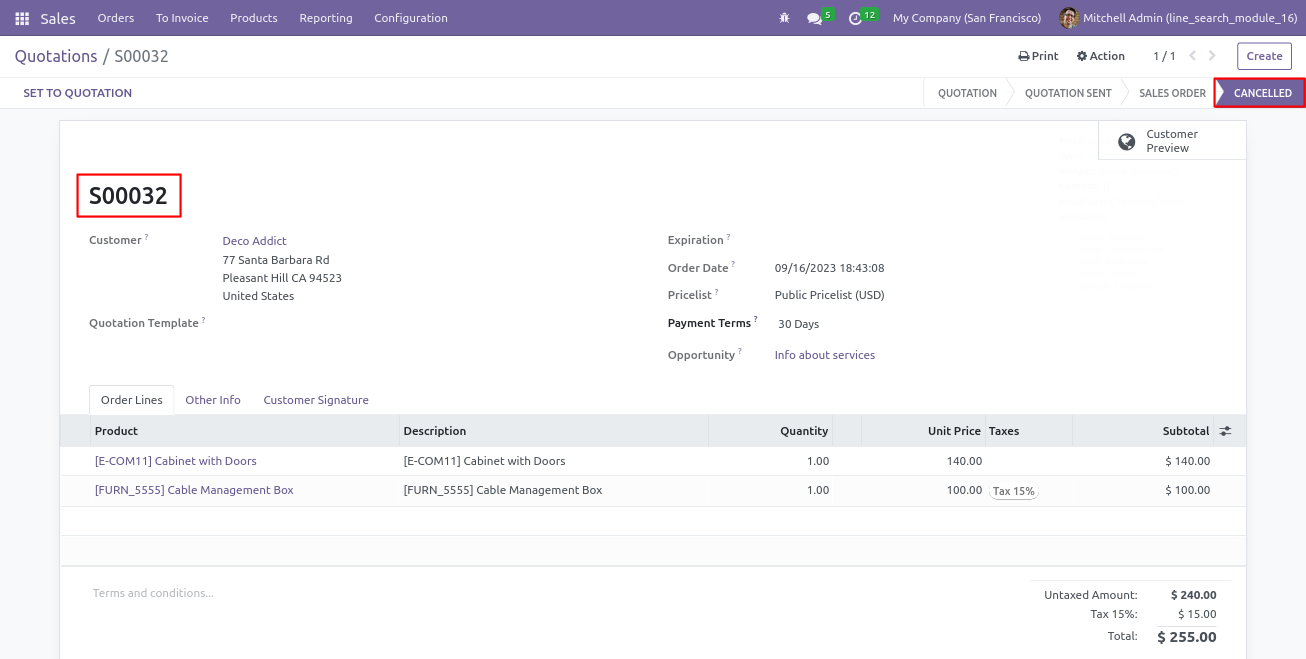 Sales Orders To Invoice Products Reporting Configuration 5 12 My Company (San Francisco) Mitchell Admin (line_search_module_16)
Quotations / S00032 Print Action 1 / 1 Create
SET TO QUOTATION QUOTATION QUOTATION SENT SALES ORDER CANCELLED
Customer
Preview
S00032
Customer ? Deco Addict
77 Santa Barbara Rd
Pleasant Hill CA 94523
United States
Quotation Template ?
Expiration ?
Order Date ? 09/16/2023 18:43:08
Pricelist ? Public Pricelist (USD)
Payment Terms ? 30 Days
Opportunity ? Info about services
Order Lines Other Info Customer Signature
Product Description Quantity Unit Price Taxes Subtotal
[E-COM11] Cabinet with Doors [E-COM11] Cabinet with Doors 1.00 140.00 $ 140.00
[FURN_5555] Cable Management Box [FURN_5555] Cable Management Box 1.00 100.00 Tax 15% $ 100.00
Terms and conditions...
Untaxed Amount: $ 240.00
Tax 15%: $ 15.00
Total: $ 255.00